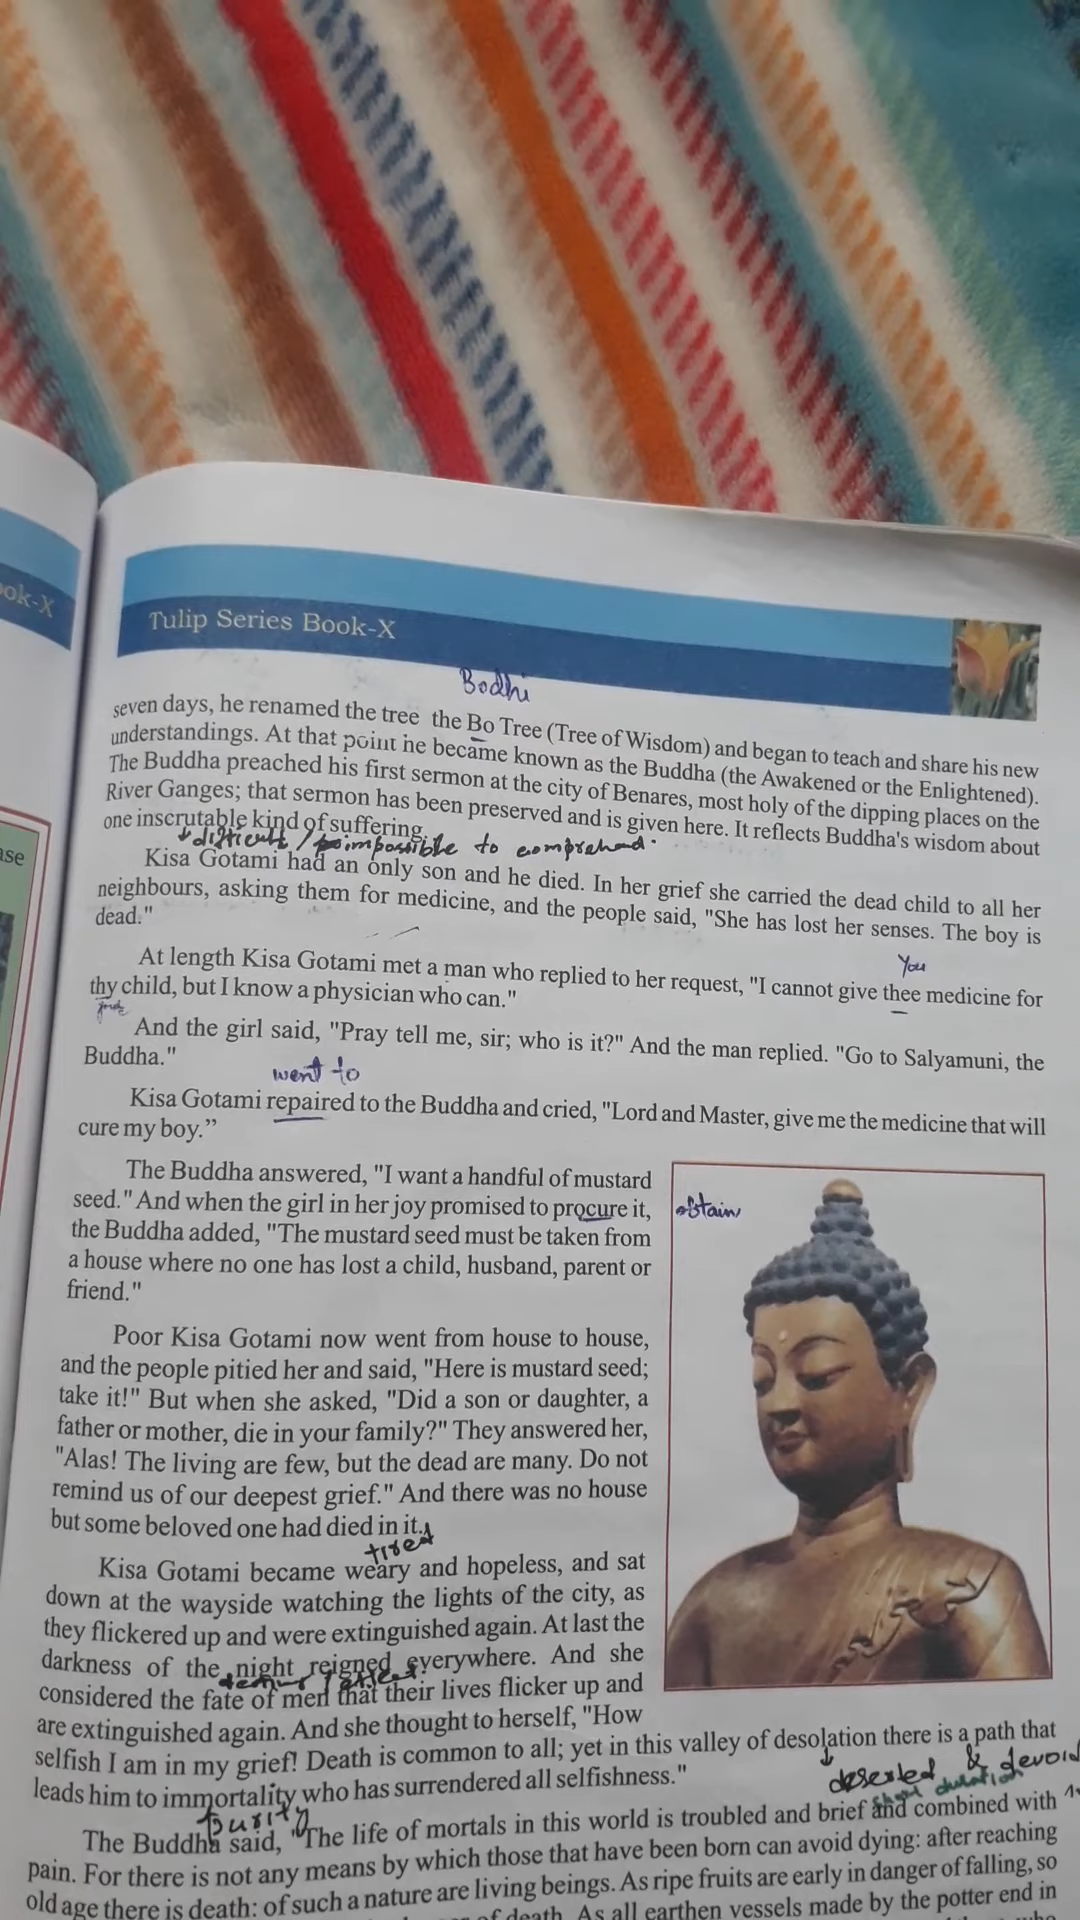 ok-X
ase
Tulip Series Book-X
Bodhi
seven days, he renamed the tree the Bo Tree (Tree of Wisdom) and began to teach and share his new
understandings. At that point he became known as the Buddha (the Awakened or the Enlightened).
The Buddha preached his first sermon at the city of Benares, most holy of the dipping places on the
River Ganges; that sermon has been preserved and is given here. It reflects Buddha's wisdom about
one inscrutable kind of suffering.
difficult / impossible to comprehend.
Kisa Gotami had an only son and he died. In her grief she carried the dead child to all her
neighbours, asking them for medicine, and the people said, "She has lost her senses. The boy is
dead."
You
At length Kisa Gotami met a man who replied to her request, "I cannot give thee medicine for
thy child, but I know a physician who can."
And the girl said, "Pray tell me, sir; who is it?" And the man replied. "Go to Salyamuni, the
Buddha."
went to
Kisa Gotami repaired to the Buddha and cried, "Lord and Master, give me the medicine that will
cure my boy.”
The Buddha answered, "I want a handful of mustard
seed." And when the girl in her joy promised to procure it,
obtain
the Buddha added, "The mustard seed must be taken from
a house where no one has lost a child, husband, parent or
friend."
Poor Kisa Gotami now went from house to house,
and the people pitied her and said, "Here is mustard seed;
take it!" But when she asked, "Did a son or daughter, a
father or mother, die in your family?" They answered her,
"Alas! The living are few, but the dead are many. Do not
remind us of our deepest grief." And there was no house
but some beloved one had died in it.
tired
Kisa Gotami became weary and hopeless, and sat
down at the wayside watching the lights of the city, as
they flickered up and were extinguished again. At last the
darkness of the night reigned everywhere. And she
considered the fate of men that their lives flicker up and
are extinguished again. And she thought to herself, "How
selfish I am in my grief! Death is common to all; yet in this valley of desolation there is a path that
deserted & devoid
leads him to immortality who has surrendered all selfishness."
purity
short duration
The Buddha said, "The life of mortals in this world is troubled and brief and combined with
pain. For there is not any means by which those that have been born can avoid dying: after reaching
old age there is death: of such a nature are living beings. As ripe fruits are early in danger of falling, so
of death. As all earthen vessels made by the potter end in